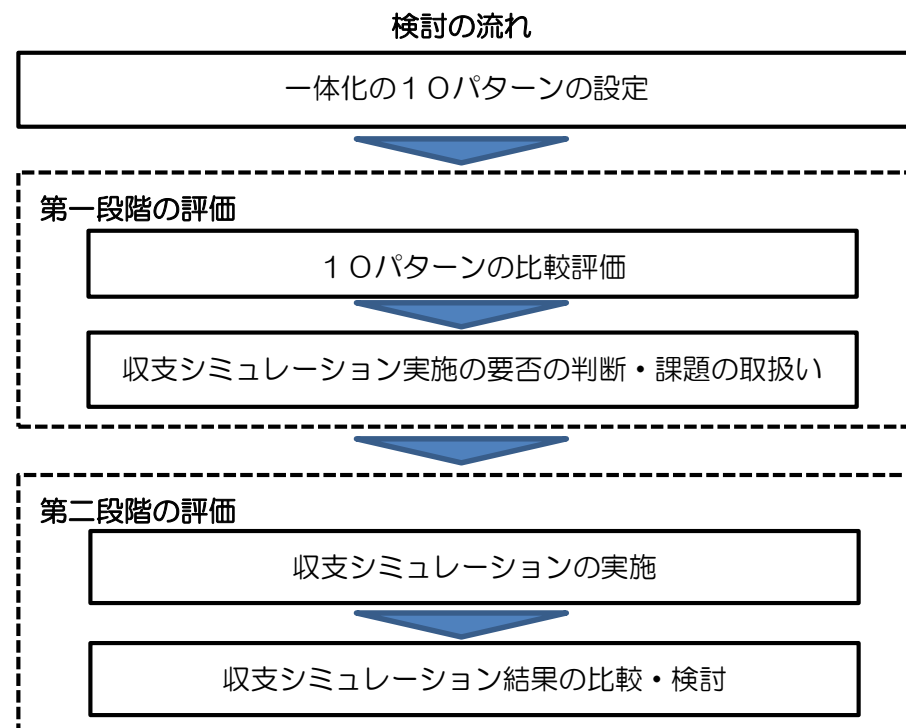 検討の流れ
一体化の１０パターンの設定
第一段階の評価
１０パターンの比較評価
収支シミュレーション実施の要否の判断・課題の取扱い
第二段階の評価
収支シミュレーションの実施
収支シミュレーション結果の比較・検討